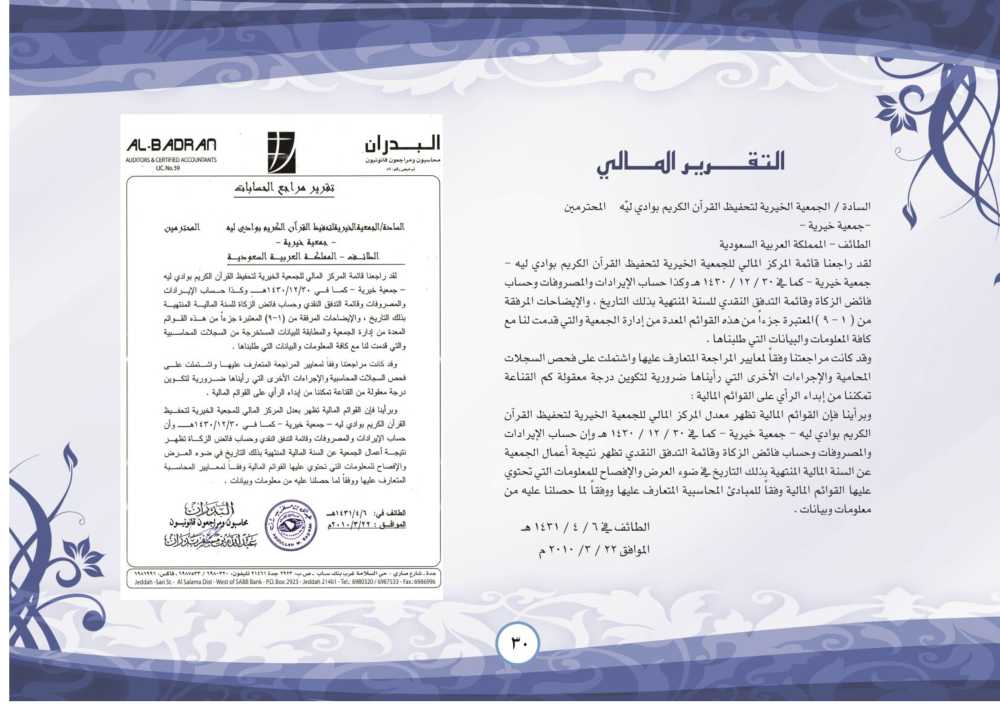 التقرير المالي
السادة / الجمعية الخيرية لتحفيظ القرآن الكريم بوادي ليّه المحترمين
-جمعية خيرية -
الطائف - المملكة العربية السعودية
لقد راجعنا قائمة المركز المالي للجمعية الخيرية لتحفيظ القرآن الكريم بوادي ليه -
جمعية خيرية - كما في ٣٠ / ١٢ / ١٤٣٠ هـ وكذا حساب الإيرادات والمصروفات وحساب
فائض الزكاة وقائمة التدفق النقدي للسنة المنتهية بذلك التاريخ ، والإيضاحات المرفقة
من ( ١ - ٩ ) المعتبرة جزءاً من هذه القوائم المعدة من إدارة الجمعية والتي قدمت لنا مع
كافة المعلومات والبيانات التي طلبناها .
وقد كانت مراجعتنا وفقاً لمعايير المراجعة المتعارف عليها واشتملت على فحص السجلات
المحامية والإجراءات الأخرى التي رأيناها ضرورية لتكوين درجة معقولة كم القناعة
تمكننا من إبداء الرأي على القوائم المالية :
وبرأينا فإن القوائم المالية تظهر معدل المركز المالي للجمعية الخيرية لتحفيظ القرآن
الكريم بوادي ليه - جمعية خيرية - كما في ٣٠ / ١٢ / ١٤٣٠ هـ وإن حساب الإيرادات
والمصروفات وحساب فائض الزكاة وقائمة التدفق النقدي تظهر نتيجة أعمال الجمعية
عن السنة المالية المنتهية بذلك التاريخ في ضوء العرض والإفصاح للمعلومات التي تحتوي
عليها القوائم المالية وفقاً للمبادئ المحاسبية المتعارف عليها ووفقاً لما حصلنا عليه من
معلومات وبيانات .
الطائف في ٦ / ٤ / ١٤٣١ هـ
الموافق ٢٢ / ٣/ ٢٠١٠ م
AL-BADRAN
AUDITORS & CERTIFIED ACCOUNTANTS
LIC. No. 59
البدران
محاسبون ومراجعون قانونيون
تقرير مراجع الحسابات
السادة/الجمعية الخيرية لتحفيظ القرآن الكريم بوادي ليه المحترمين
- جمعية خيرية -
الطائف - المملكة العربية السعودية
لقد راجعنا قائمة المركز المالي للجمعية الخيرية لتحفيظ القرآن الكريم بوادي ليه
- جمعية خيرية - كما في ١٤٣٠/١٢/٣٠هـ وكذا حساب الإيرادات
والمصروفات وقائمة التدفق النقدي وحساب فائض الزكاة للسنة المالية المنتهية
بذلك التاريخ ، والإيضاحات المرفقة من (١-٩) المعتبرة جزءاً من هذه القوائم
المعدة من إدارة الجمعية والمطابقة للبيانات المستخرجة من السجلات المحاسبية
والتي قدمت لنا مع كافة المعلومات والبيانات التي طلبناها .
وقد كانت مراجعتنا وفقاً لمعايير المراجعة المتعارف عليها واشتملت على
فحص السجلات المحاسبية والإجراءات الأخرى التي رأيناها ضرورية لتكوين
درجة معقولة من القناعة تمكننا من إبداء الرأي على القوائم المالية .
وبرأينا فإن القوائم المالية تظهر بعدل المركز المالي للجمعية الخيرية لتحفيظ
القرآن الكريم بوادي ليه - جمعية خيرية - كما في ١٤٣٠/١٢/٣٠هـ وأن
حساب الإيرادات والمصروفات وقائمة التدفق النقدي وحساب فائض الزكاة تظهر
نتيجة أعمال الجمعية عن السنة المالية المنتهية بذلك التاريخ في ضوء العرض
والإفصاح للمعلومات التي تحتوي عليها القوائم المالية وفقاً لمعايير المحاسبة
المتعارف عليها ووفقاً لما حصلنا عليه من معلومات وبيانات .
الطائف في: ١٤٣١/٤/٦هـ
الموافق : ٢٠١٠/٣/٢٢م
البدران
محاسبون ومراجعون قانونيون
عبدالله بن مسفر بدران
جدة - شارع صاري - حي السلامة غرب بنك ساب - ص.ب: ٢٩٢٣ جدة ٢١٤٦١ تليفون: ٦٩٨٠٣٢٠ / ٦٩٨٧٥٣٣ - فاكس: ٦٩٨٦٩٩٦
Jeddah -Sari St. - Al Salama Dist - West of SABB Bank - P.O. Box 2923 - Jeddah 21461 - Tel.: 6980320 / 6987533 - Fax.: 6986996
٣٠